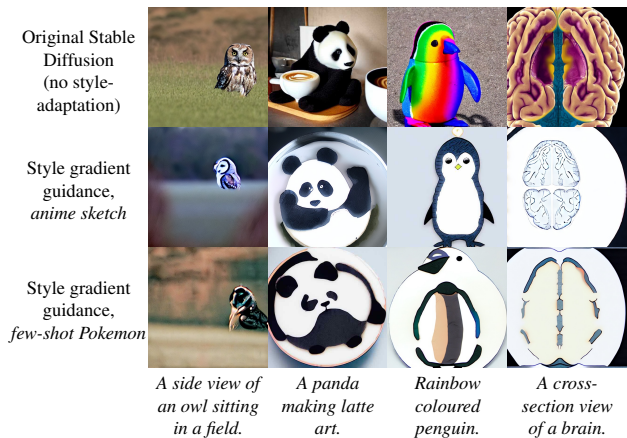 Original Stable
Diffusion
(no style-
adaptation)
Style gradient
guidance,
anime sketch
Style gradient
guidance,
few-shot Pokemon
A side view of
an owl sitting
in a field.
A panda
making latte
art.
Rainbow
coloured
penguin.
A cross-
section view
of a brain.